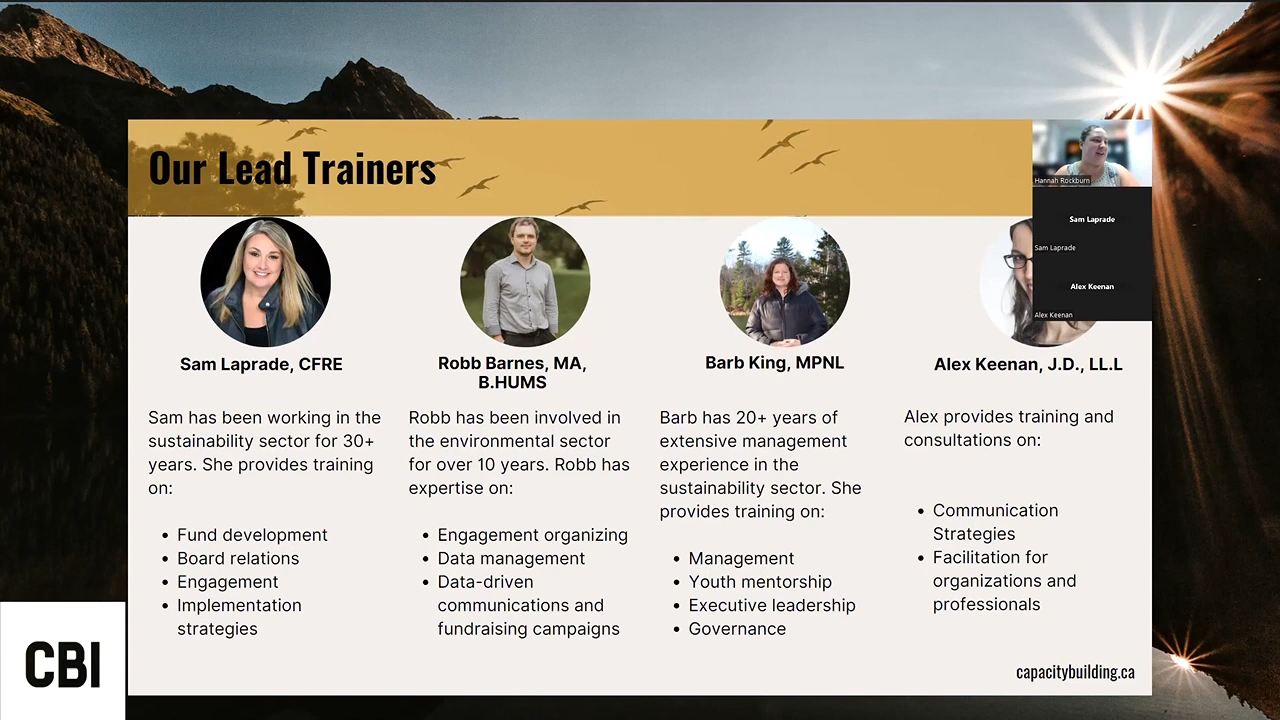 Our Lead Trainers
Hannah Rockburn
Sam Laprade
Sam Laprade
Alex Keenan
Alex Keenan
Sam Laprade, CFRE
Sam has been working in the
sustainability sector for 30+
years. She provides training
on:
• Fund development
• Board relations
• Engagement
• Implementation
strategies
Robb Barnes, MA,
B.HUMS
Robb has been involved in
the environmental sector
for over 10 years. Robb has
expertise on:
• Engagement organizing
• Data management
• Data-driven
communications and
fundraising campaigns
Barb King, MPNL
Barb has 20+ years of
extensive management
experience in the
sustainability sector. She
provides training on:
• Management
• Youth mentorship
• Executive leadership
• Governance
Alex Keenan, J.D., LL.L
Alex provides training and
consultations on:
• Communication
Strategies
• Facilitation for
organizations and
professionals
CBI
capacitybuilding.ca